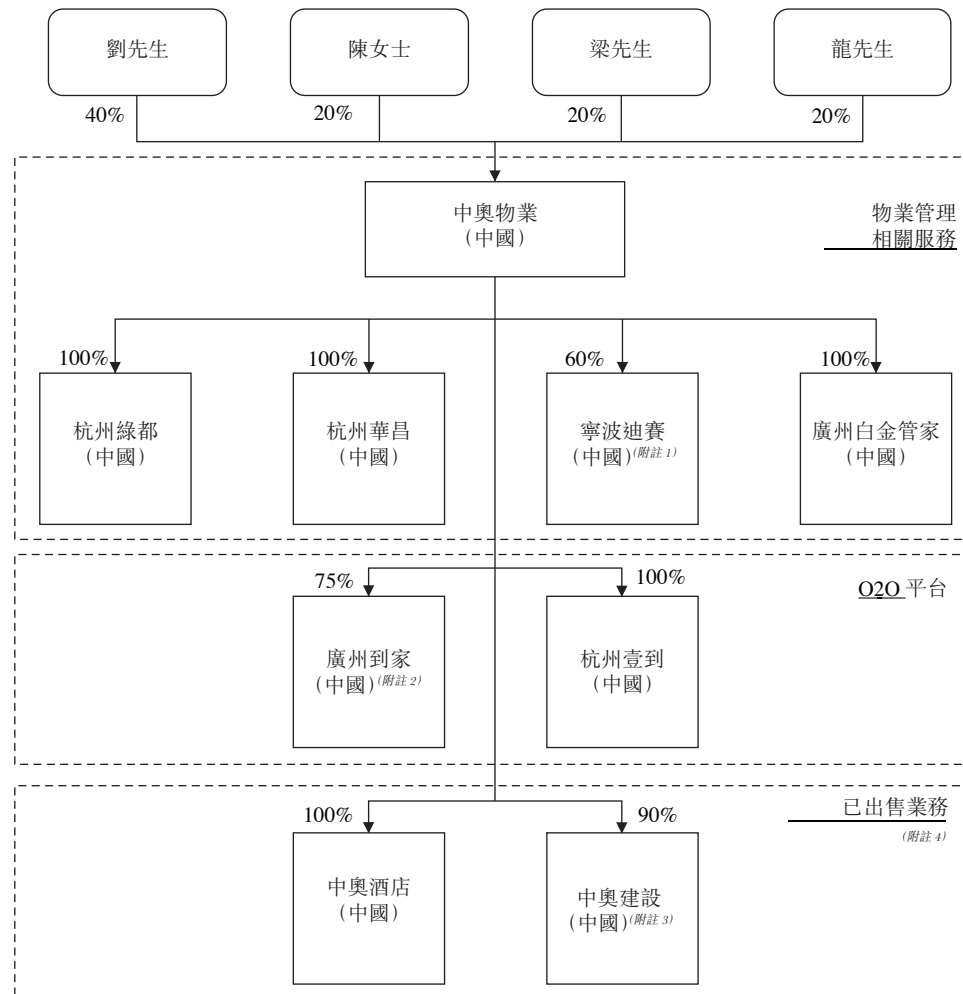 劉先生
陳女士
梁先生
龍先生
40%
20%
20%
20%
中奧物業
(中國)
物業管理
相關服務
100%
100%
60%
100%
杭州綠都
(中國)
杭州華昌
(中國)
寧波迪賽
(中國)(附註 1)
廣州白金管家
(中國)
75%
100%
O2O 平台
廣州到家
(中國)(附註 2)
杭州壹到
(中國)
已出售業務
(附註 4)
100%
90%
中奧酒店
(中國)
中奧建設
(中國)(附註 3)